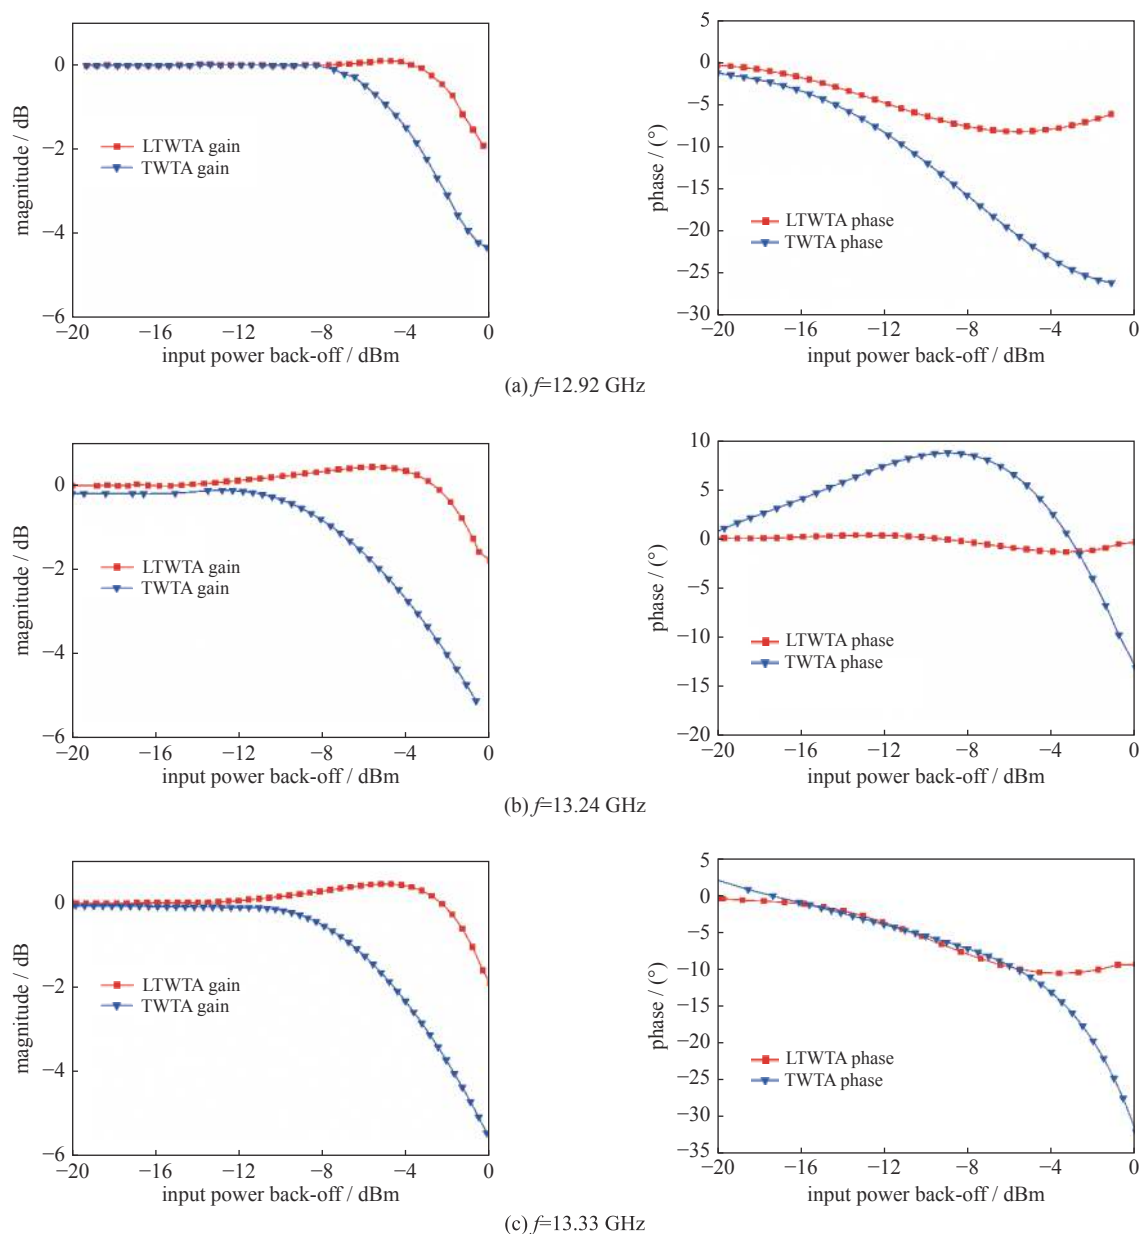 magnitude / dB
0
−2
−4
−6
LTWTA gain
TWTA gain
−20 −16 −12 −8 −4 0
input power back-off / dBm
phase / (°)
5
0
−5
−10
−15
−20
−25
−30
LTWTA phase
TWTA phase
−20 −16 −12 −8 −4 0
input power back-off / dBm
(a) f=12.92 GHz
magnitude / dB
0
−2
−4
−6
LTWTA gain
TWTA gain
−20 −16 −12 −8 −4 0
input power back-off / dBm
phase / (°)
10
5
0
−5
−10
−15
−20
LTWTA phase
TWTA phase
−20 −16 −12 −8 −4 0
input power back-off / dBm
(b) f=13.24 GHz
magnitude / dB
0
−2
−4
−6
LTWTA gain
TWTA gain
−20 −16 −12 −8 −4 0
input power back-off / dBm
phase / (°)
5
0
−5
−10
−15
−20
−25
−30
−35
LTWTA phase
TWTA phase
−20 −16 −12 −8 −4 0
input power back-off / dBm
(c) f=13.33 GHz